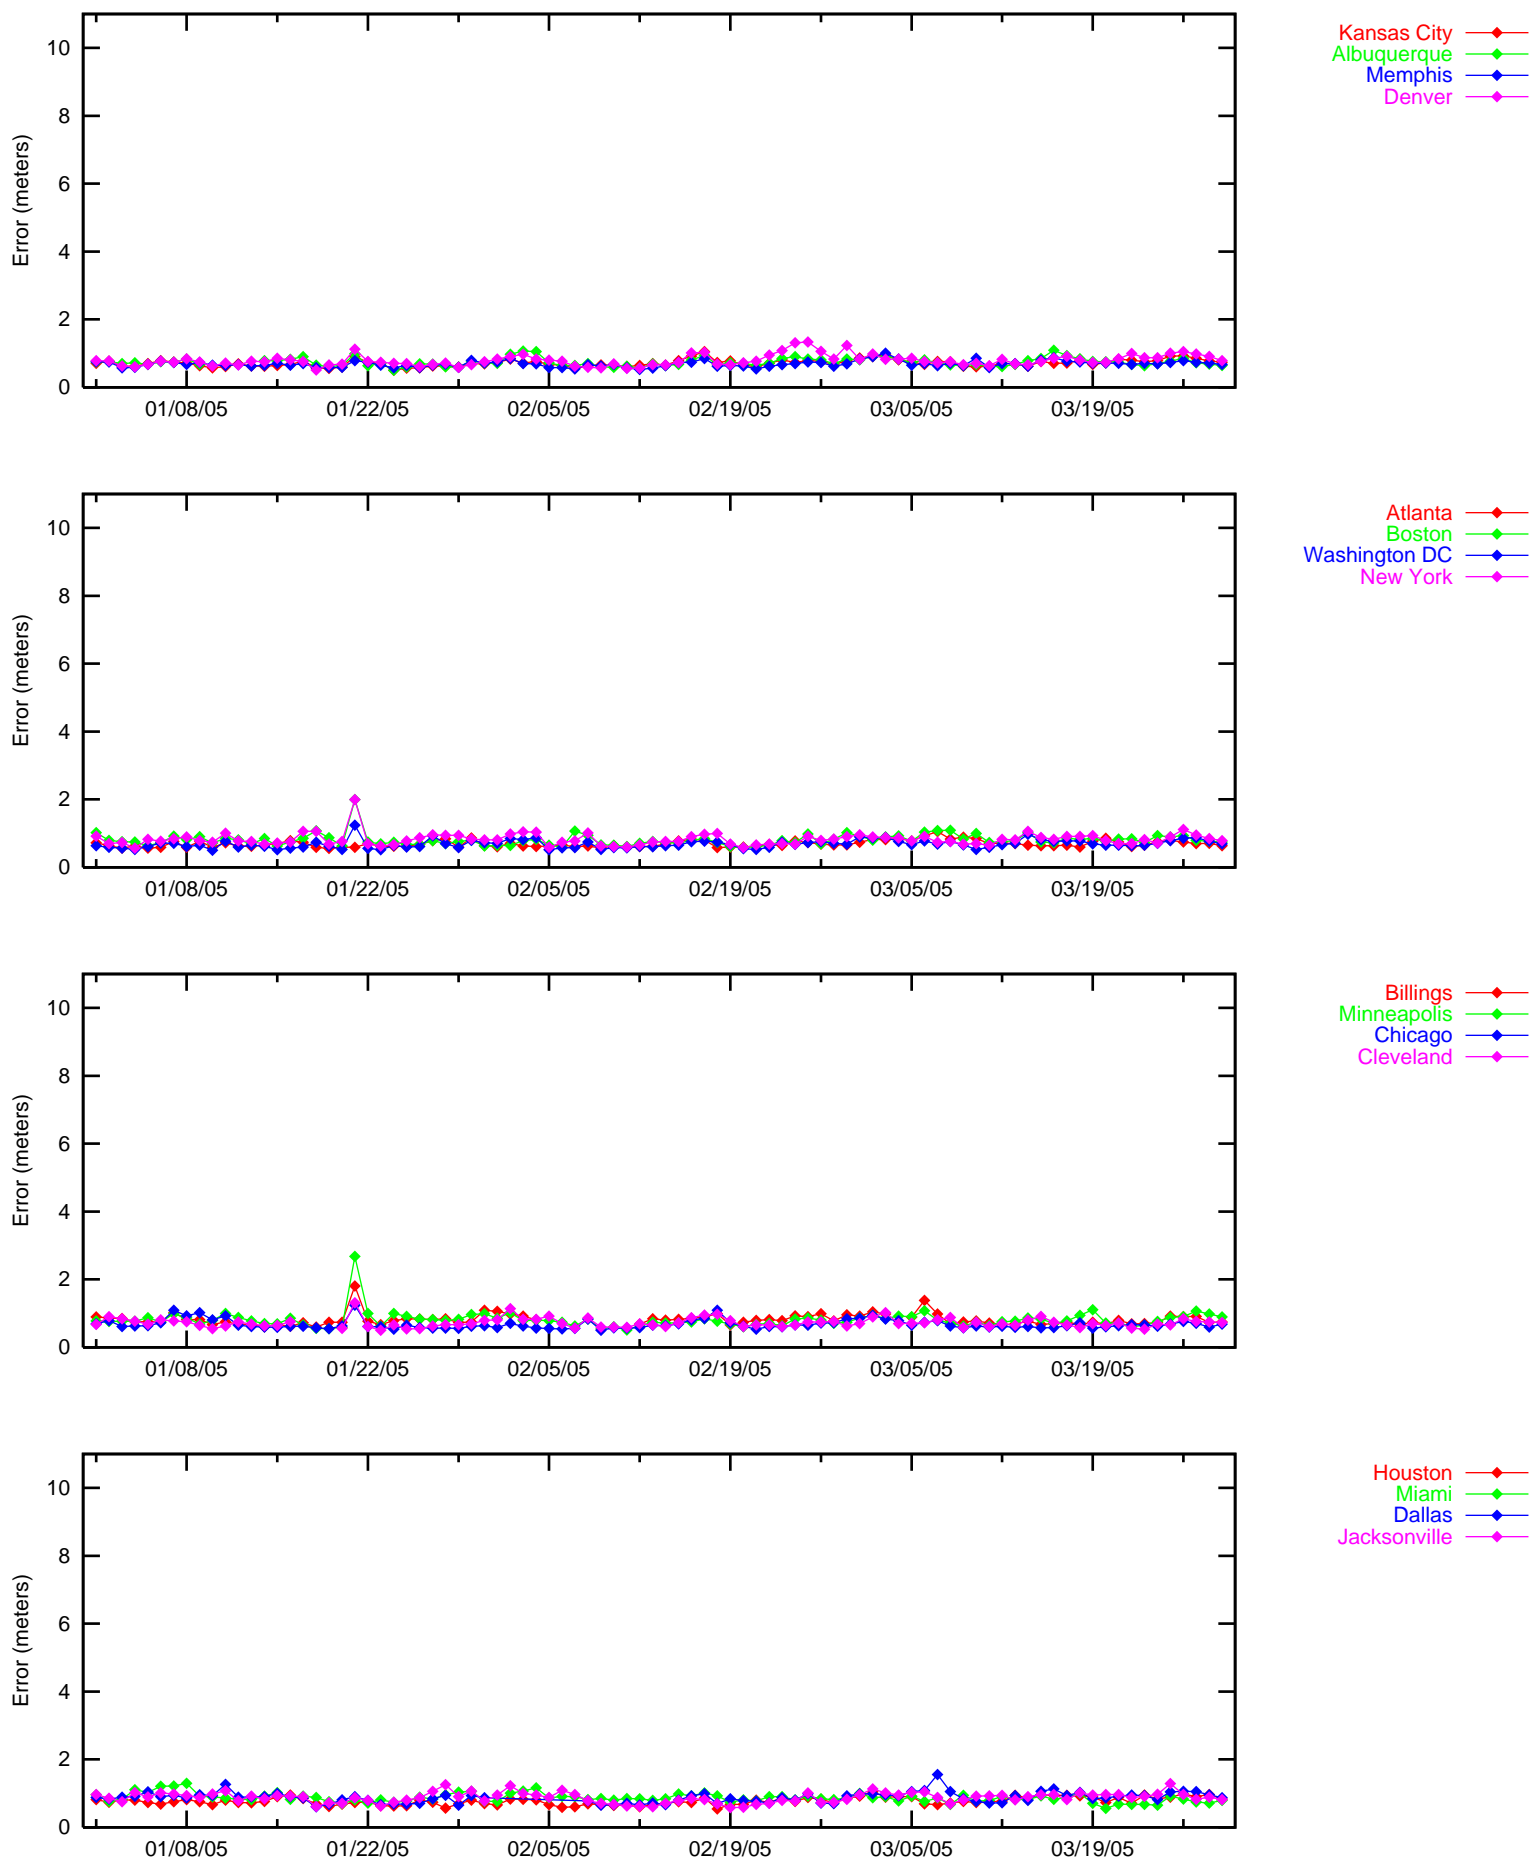 10
8
6
4
2
0
Error (meters)
01/08/05 01/22/05 02/05/05 02/19/05 03/05/05 03/19/05
Kansas City
Albuquerque
Memphis
Denver
10
8
6
4
2
0
Error (meters)
01/08/05 01/22/05 02/05/05 02/19/05 03/05/05 03/19/05
Atlanta
Boston
Washington DC
New York
10
8
6
4
2
0
Error (meters)
01/08/05 01/22/05 02/05/05 02/19/05 03/05/05 03/19/05
Billings
Minneapolis
Chicago
Cleveland
10
8
6
4
2
0
Error (meters)
01/08/05 01/22/05 02/05/05 02/19/05 03/05/05 03/19/05
Houston
Miami
Dallas
Jacksonville